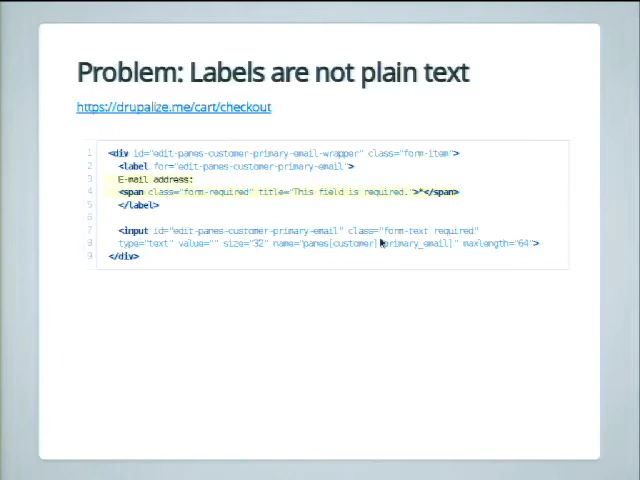 Problem: Labels are not plain text
https://drupalize.me/cart/checkout
1 <div id="edit-panes-customer-primary-email-wrapper" class="form-item">
2 <label for="edit-panes-customer-primary-email">
3 E-mail address:
4 <span class="form-required" title="This field is required.">*</span>
5 </label>
6
7 <input id="edit-panes-customer-primary-email" class="form-text required"
8 type="text" value="" size="32" name="panes[customer][primary_email]" maxlength="64">
9 </div>